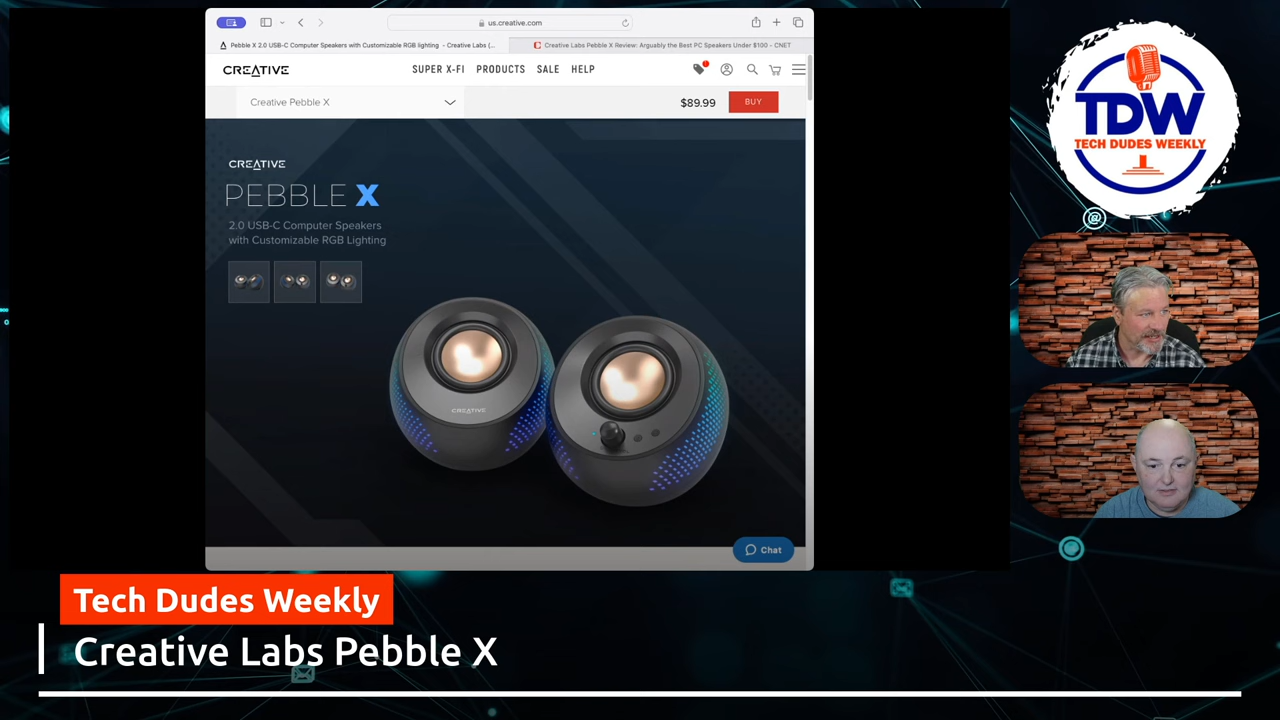 us.creative.com
Pebble X 2.0 USB-C Computer Speakers with Customizable RGB lighting - Creative Labs (...
Creative Labs Pebble X Review: Arguably the Best PC Speakers Under $100 - CNET
CREATIVE
SUPER X-FI PRODUCTS SALE HELP
Creative Pebble X
$89.99 BUY
CREATIVE
PEBBLE X
2.0 USB-C Computer Speakers
with Customizable RGB Lighting
CREATIVE
Chat
TDW
TECH DUDES WEEKLY
Tech Dudes Weekly
Creative Labs Pebble X